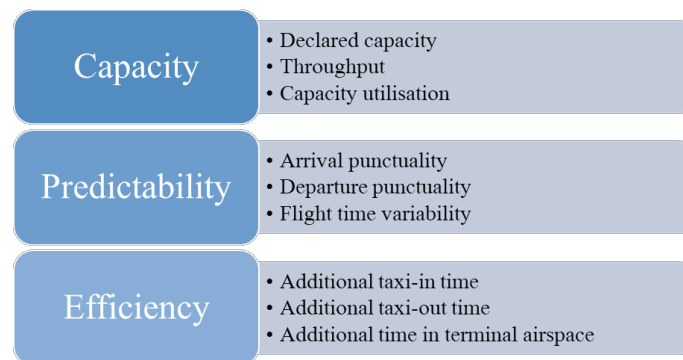 Capacity
• Declared capacity
• Throughput
• Capacity utilisation
Predictability
• Arrival punctuality
• Departure punctuality
• Flight time variability
Efficiency
• Additional taxi-in time
• Additional taxi-out time
• Additional time in terminal airspace